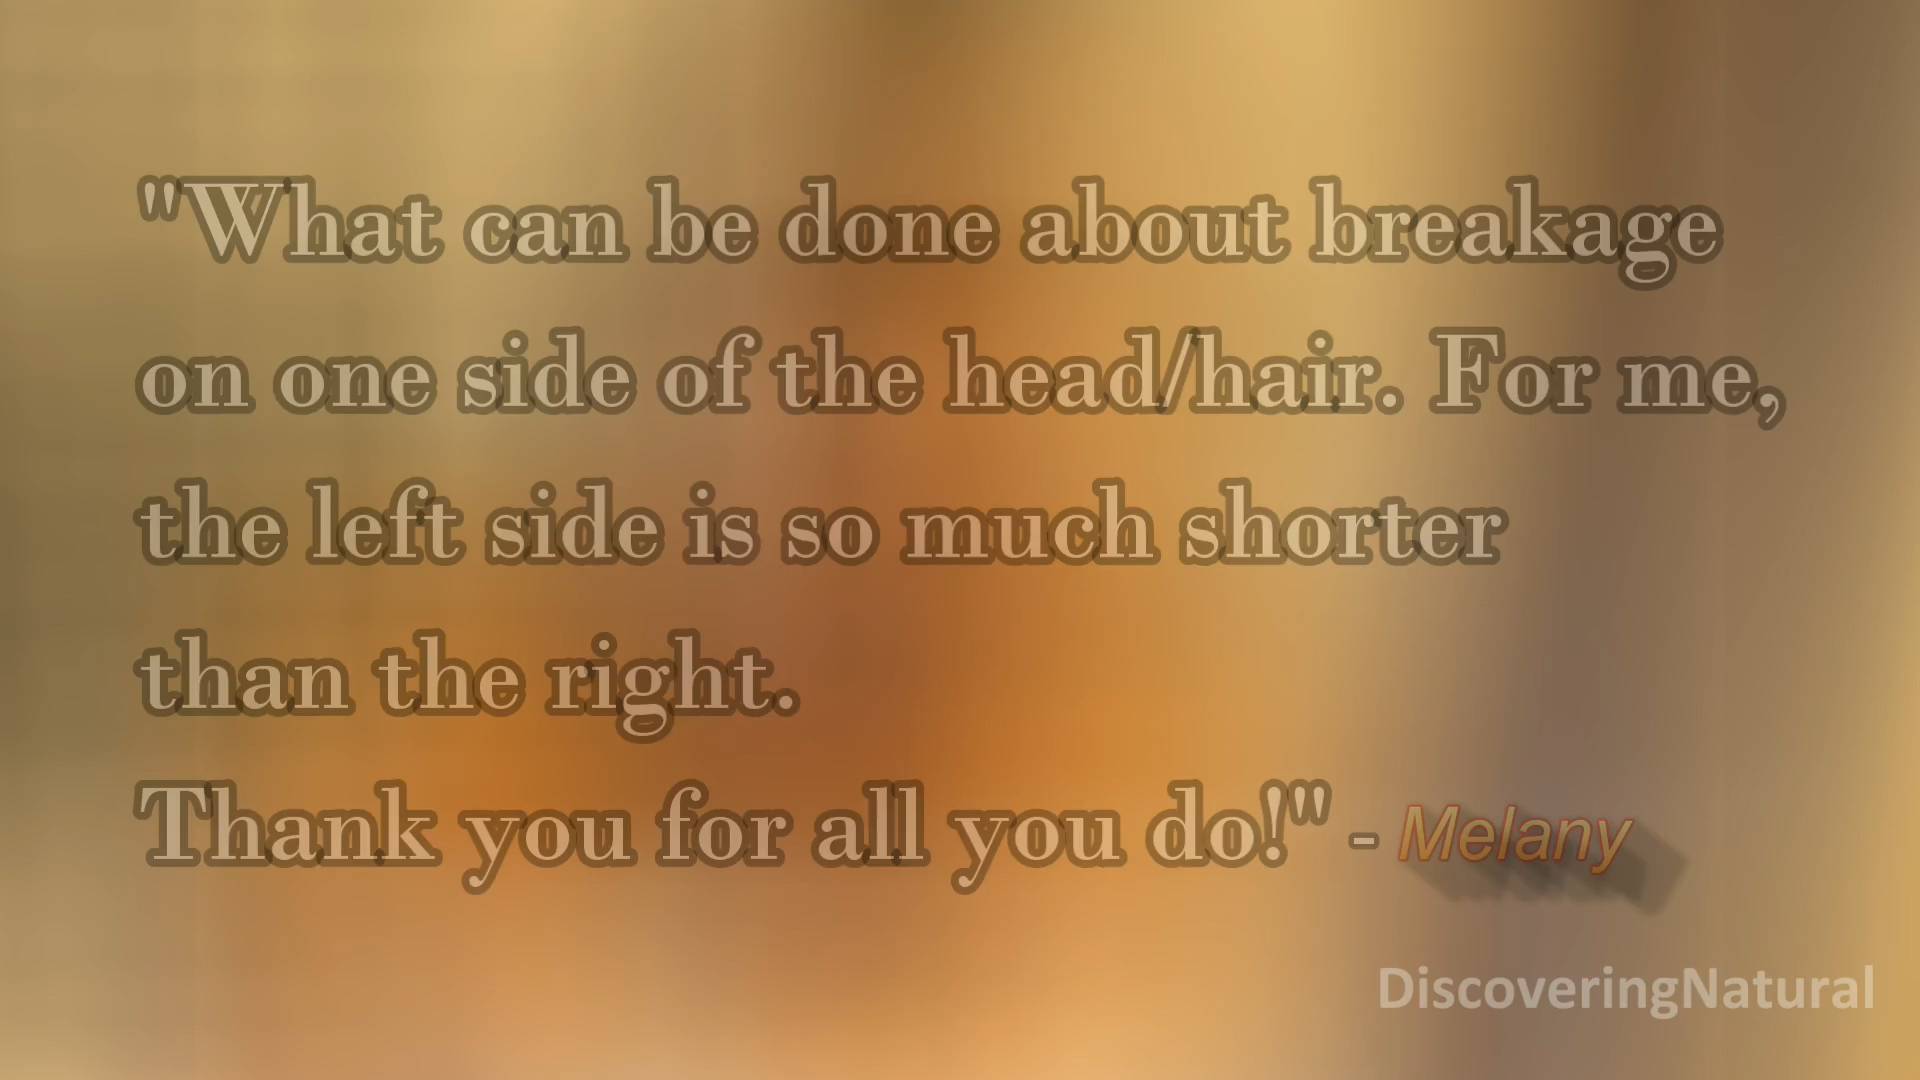 "What can be done about breakage
on one side of the head/hair. For me,
the left side is so much shorter
than the right.
Thank you for all you do!" - Melany
DiscoveringNatural